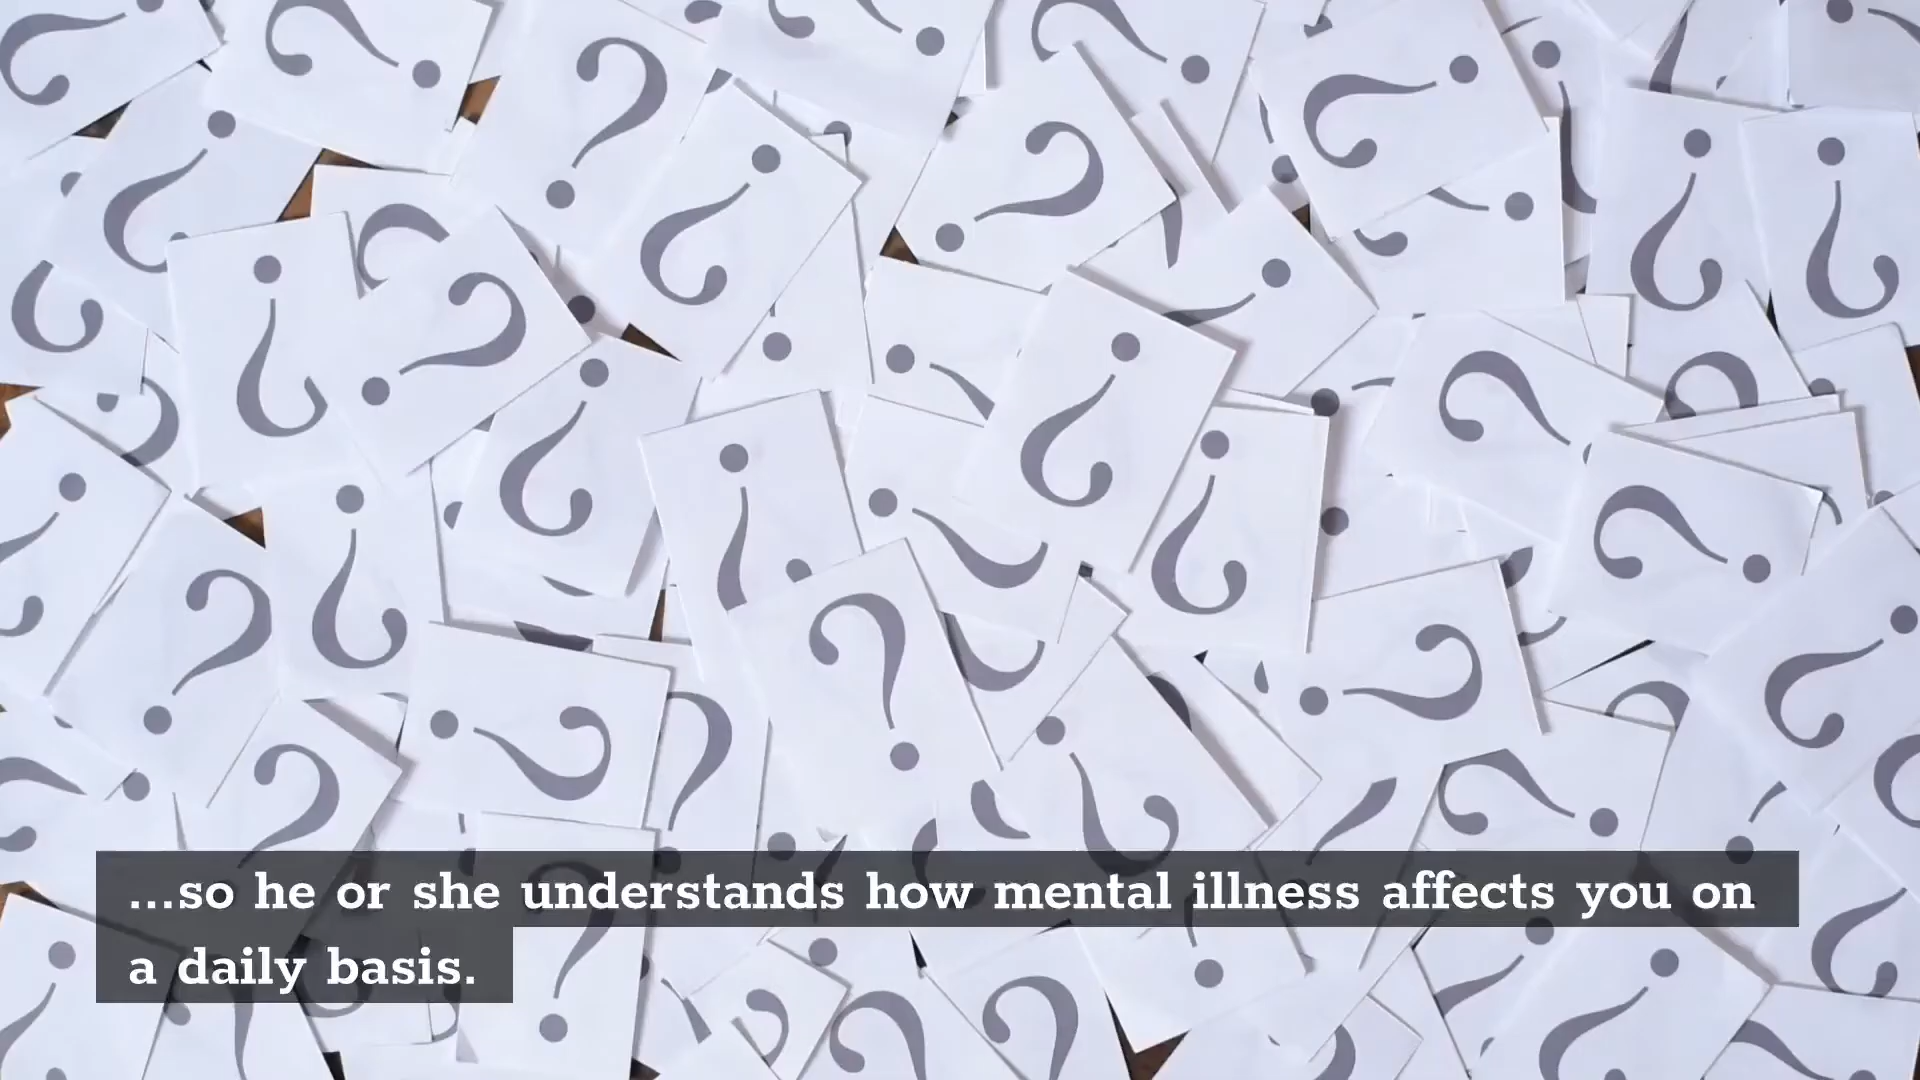 ...so he or she understands how mental illness affects you on
a daily basis.